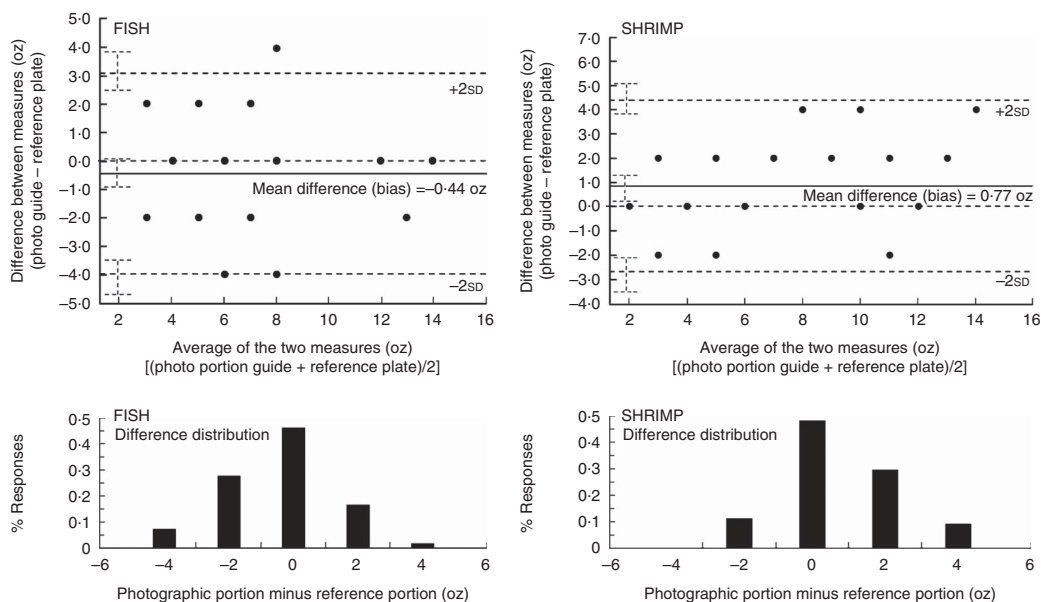 FISH
Difference between measures (oz)
(photo guide – reference plate)
5·0
4·0
3·0
2·0
1·0
0·0
–1·0
–2·0
–3·0
–4·0
–5·0
+2SD
Mean difference (bias) =–0·44 oz
–2SD
2 4 6 8 10 12 14 16
Average of the two measures (oz)
[(photo portion guide + reference plate)/2]
SHRIMP
Difference between measures (oz)
(photo guide – reference plate)
7·0
6·0
5·0
4·0
3·0
2·0
1·0
0·0
–1·0
–2·0
–3·0
–4·0
+2SD
Mean difference (bias) = 0·77 oz
–2SD
2 4 6 8 10 12 14 16
Average of the two measures (oz)
[(photo portion guide + reference plate)/2]
FISH
Difference distribution
% Responses
0·5
0·4
0·3
0·2
0·1
0
–6 –4 –2 0 2 4 6
Photographic portion minus reference portion (oz)
SHRIMP
Difference distribution
% Responses
0·5
0·4
0·3
0·2
0·1
0
–6 –4 –2 0 2 4 6
Photographic portion minus reference portion (oz)